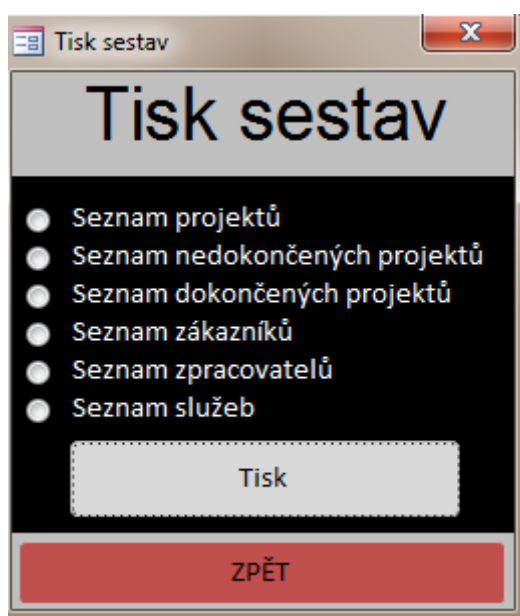 Tisk sestav
Tisk sestav
Seznam projektů
Seznam nedokončených projektů
Seznam dokončených projektů
Seznam zákazníků
Seznam zpracovatelů
Seznam služeb
Tisk
ZPĚT